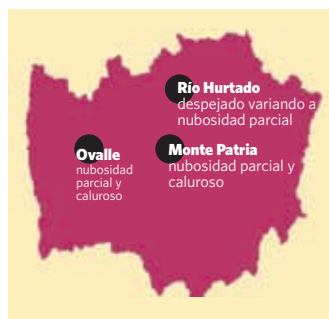 Río Hurtado
despejado variando a
nubosidad parcial
Ovalle
nubosidad
parcial y
caluroso
Monte Patria
nubosidad parcial y
caluroso